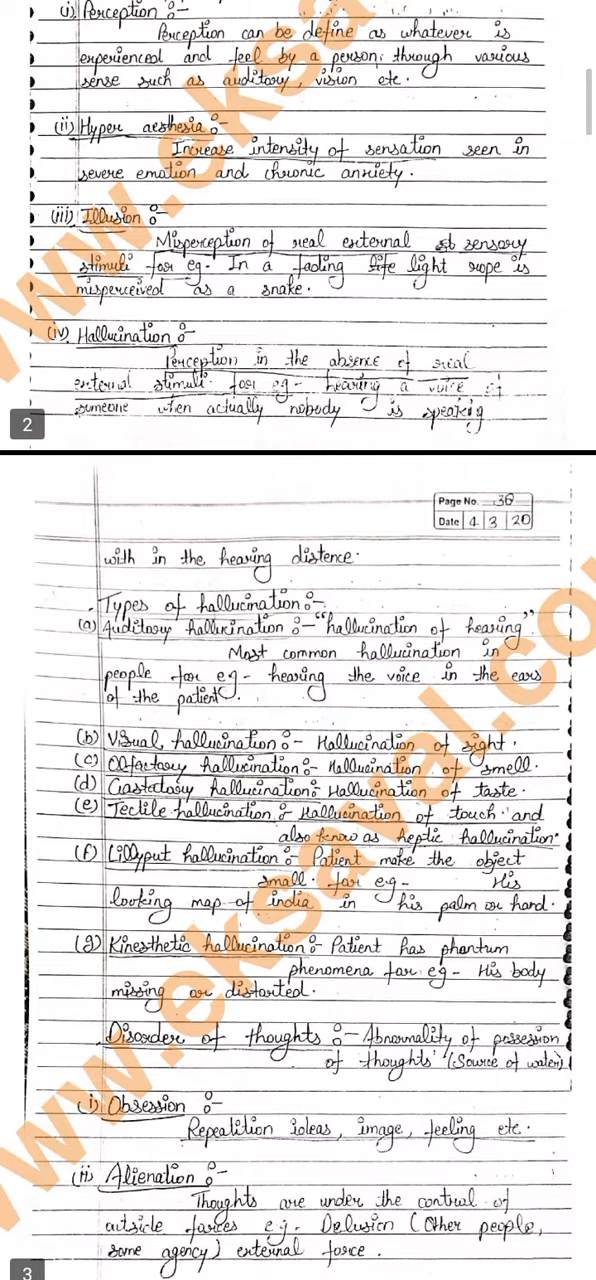 (i) Perception :-
Perception can be define as whatever is
experienced and feel by a person, through various
sense such as auditory, vision etc.
(ii) Hyper aesthesia :-
Increase intensity of sensation seen in
severe emotion and chronic anxiety.
(iii) Illusion :-
Misperception of real external sensory
stimuli for eg- In a fading light rope is
misperceived as a snake.
(iv) Hallucination :-
Perception in the absence of real
external stimuli. for eg- hearing a voice of
someone when actually nobody is speaking
2
Page No. 36
Date 4 3 20
with in the hearing distence.
Types of hallucination :-
(a) Auditory hallucination :- "hallucination of hearing"
Most common hallucination in
people for eg- hearing the voice in the ears
of the patient.
(b) Visual hallucination :- Hallucination of sight.
(c) Olfactory hallucination :- Hallucination of smell.
(d) Gastatory hallucination :- Hallucination of taste.
(e) Tectile hallucination :- Hallucination of touch and
also know as heptic hallucination.
(f) Lillyput hallucination :- Patient make the object
small. for e.g- His
looking map of india in his palm or hand.
(g) Kinesthetic hallucination :- Patient has phantum
phenomena for eg- His body
missing or distorted.
Disorder of thoughts :- Abnormality of possession
of thoughts (Source of water)
(i) Obsession :-
Repeatition ideas, image, feeling etc.
(ii) Alienation :-
Thoughts are under the control of
outside forces e.g. Delusion (Other people,
some agency) external force.
3
www.eksaval.com